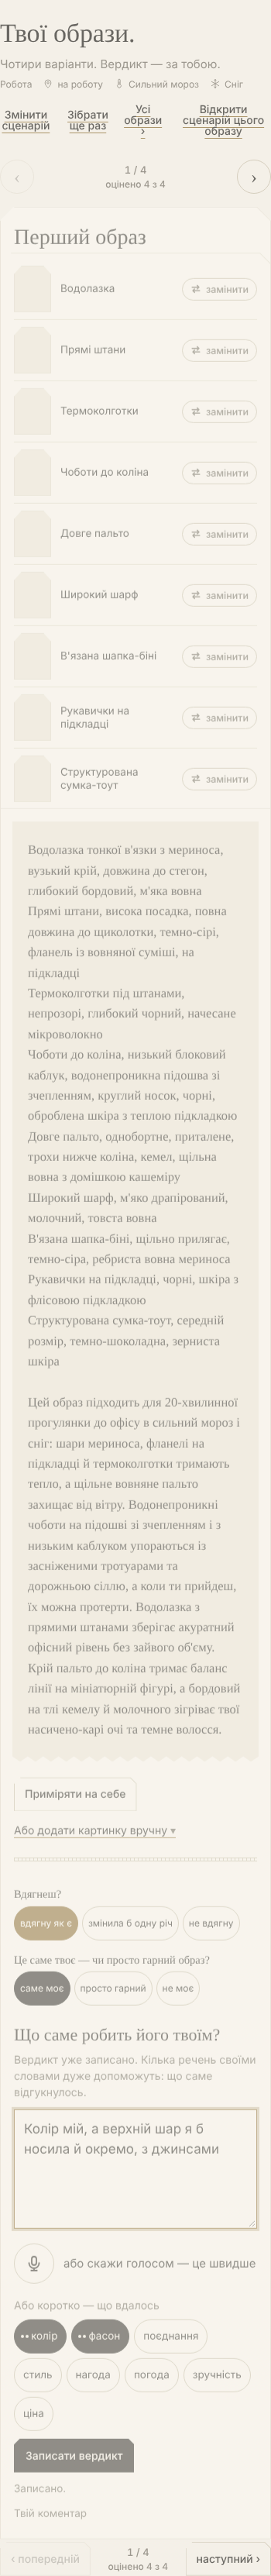 Твої образи.
Чотири варіанти. Вердикт — за тобою.
Робота на роботу Сильний мороз Сніг
Змінити сценарій
Зібрати ще раз
Усі образи ›
Відкрити сценарій цього образу
‹ 1 / 4 ›
оцінено 4 з 4
Перший образ
Водолазка ⇄ замінити
Прямі штани ⇄ замінити
Термоколготки ⇄ замінити
Чоботи до коліна ⇄ замінити
Довге пальто ⇄ замінити
Широкий шарф ⇄ замінити
В'язана шапка-біні ⇄ замінити
Рукавички на підкладці ⇄ замінити
Структурована сумка-тоут ⇄ замінити
Водолазка тонкої в'язки з мериноса,
вузький крій, довжина до стегон,
глибокий бордовий, м'яка вовна
Прямі штани, висока посадка, повна
довжина до щиколотки, темно-сірі,
фланель із вовняної суміші, на
підкладці
Термоколготки під штанами,
непрозорі, глибокий чорний, начесане
мікроволокно
Чоботи до коліна, низький блоковий
каблук, водонепроникна підошва зі
зчепленням, круглий носок, чорні,
оброблена шкіра з теплою підкладкою
Довге пальто, однобортне, приталене,
трохи нижче коліна, кемел, щільна
вовна з домішкою кашеміру
Широкий шарф, м'яко драпірований,
молочний, товста вовна
В'язана шапка-біні, щільно прилягає,
темно-сіра, ребриста вовна мериноса
Рукавички на підкладці, чорні, шкіра з
флісовою підкладкою
Структурована сумка-тоут, середній
розмір, темно-шоколадна, зерниста
шкіра
Цей образ підходить для 20-хвилинної
прогулянки до офісу в сильний мороз і
сніг: шари мериноса, фланелі на
підкладці й термоколготки тримають
тепло, а щільне вовняне пальто
захищає від вітру. Водонепроникні
чоботи на підошві зі зчепленням і з
низьким каблуком упораються із
засніженими тротуарами та
дорожньою сіллю, а коли ти прийдеш,
їх можна протерти. Водолазка з
прямими штанами зберігає акуратний
офісний рівень без зайвого об'єму.
Крій пальто до коліна тримає баланс
лінії на мініатюрній фігурі, а бордовий
на тлі кемелу й молочного зігріває твої
насичено-карі очі та темне волосся.
Приміряти на себе
Або додати картинку вручну ▾
Вдягнеш?
вдягну як є змінила б одну річ не вдягну
Це саме твоє — чи просто гарний образ?
саме моє просто гарний не моє
Що саме робить його твоїм?
Вердикт уже записано. Кілька речень своїми
словами дуже допоможуть: що саме
відгукнулось.
Колір мій, а верхній шар я б
носила й окремо, з джинсами
або скажи голосом — це швидше
Або коротко — що вдалось
•• колір •• фасон поєднання
стиль нагода погода зручність
ціна
Записати вердикт
Записано.
Твій коментар
‹ попередній 1 / 4 наступний ›
оцінено 4 з 4